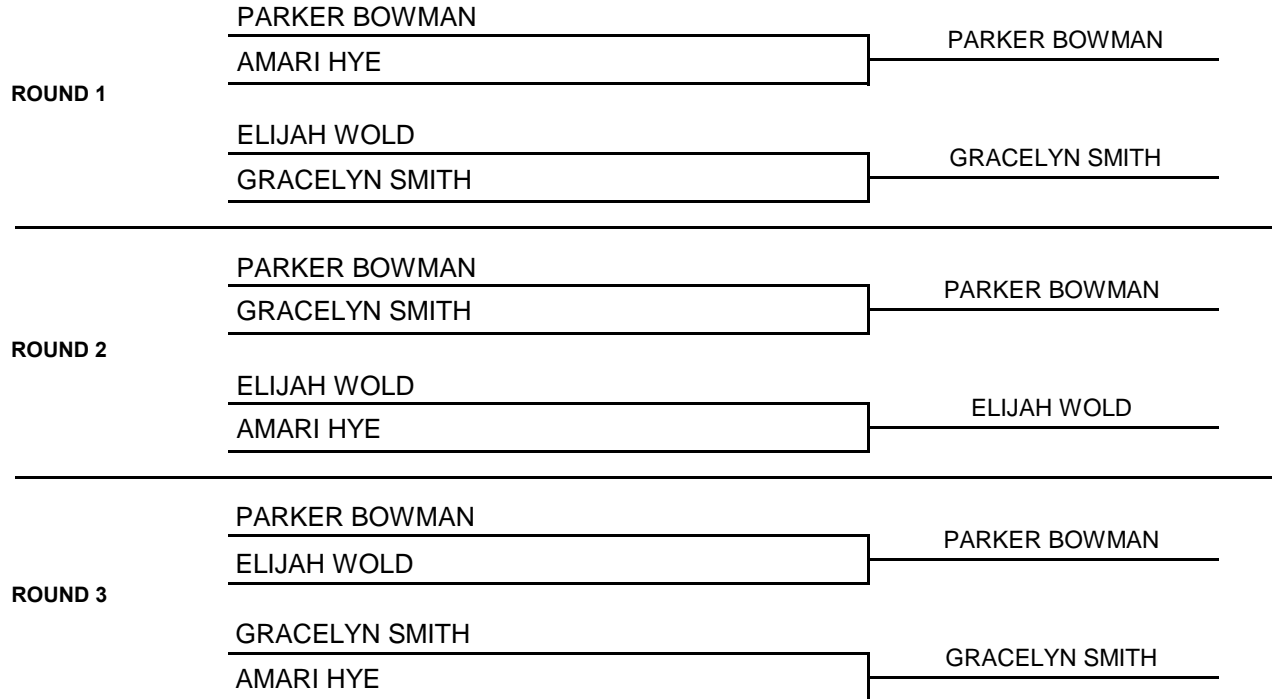 PARKER BOWMAN
PARKER BOWMAN
AMARI HYE
ROUND 1
ELIJAH WOLD
GRACELYN SMITH
GRACELYN SMITH
PARKER BOWMAN
PARKER BOWMAN
GRACELYN SMITH
ROUND 2
ELIJAH WOLD
ELIJAH WOLD
AMARI HYE
PARKER BOWMAN
PARKER BOWMAN
ELIJAH WOLD
ROUND 3
GRACELYN SMITH
GRACELYN SMITH
AMARI HYE